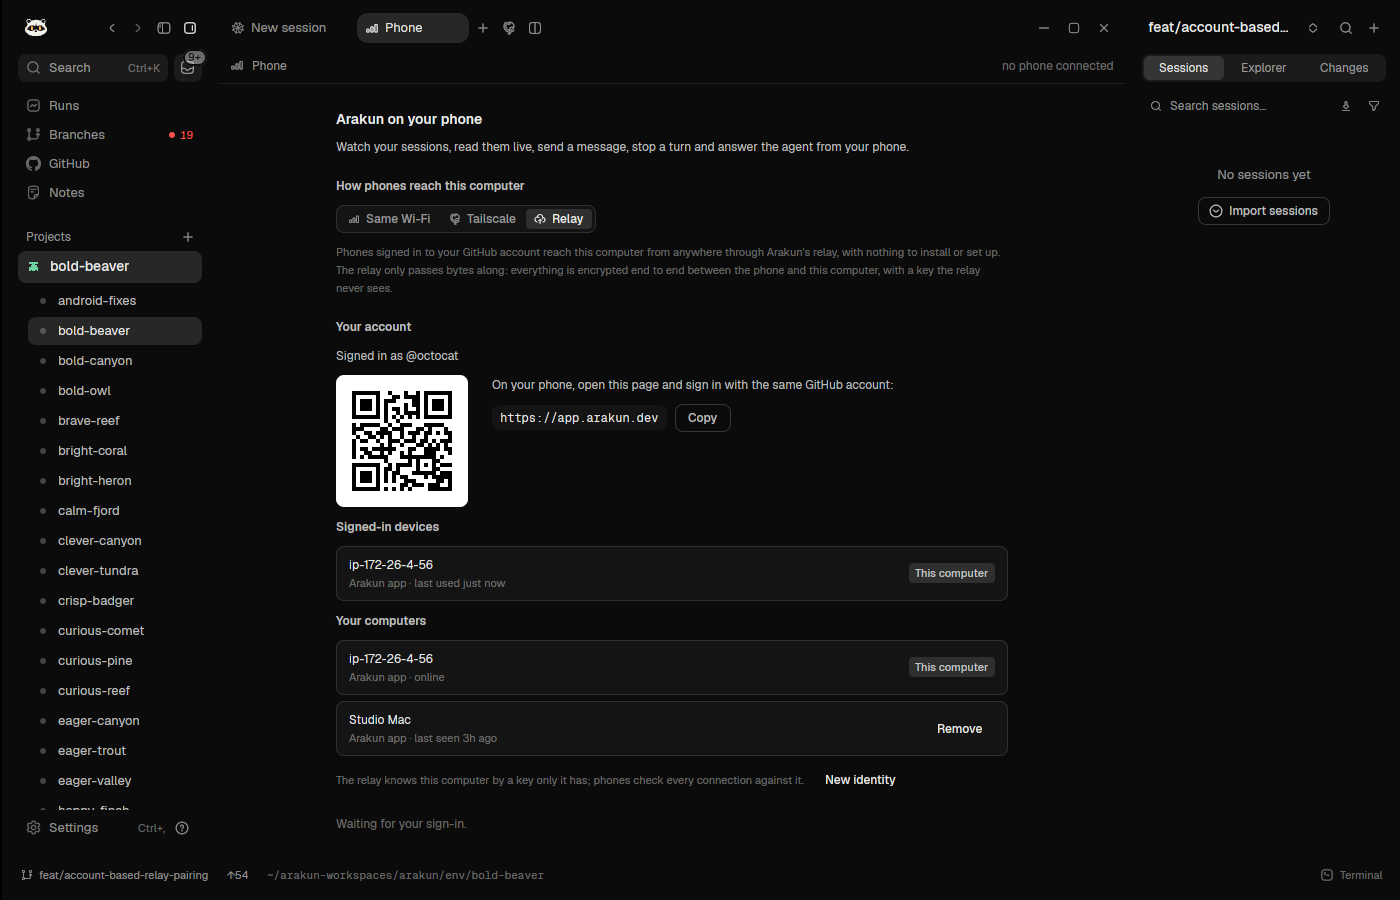 New session
Phone
feat/account-based...
Search
Ctrl+K
9+
Phone
no phone connected
Sessions
Explorer
Changes
Runs
Branches
19
GitHub
Notes
Search sessions...
Arakun on your phone
Watch your sessions, read them live, send a message, stop a turn and answer the agent from your phone.
No sessions yet
Import sessions
How phones reach this computer
Same Wi-Fi
Tailscale
Relay
Projects
bold-beaver
android-fixes
bold-beaver
bold-canyon
bold-owl
brave-reef
bright-coral
bright-heron
calm-fjord
clever-canyon
clever-tundra
crisp-badger
curious-comet
curious-pine
curious-reef
eager-canyon
eager-trout
eager-valley
Phones signed in to your GitHub account reach this computer from anywhere through Arakun's relay, with nothing to install or set up.
The relay only passes bytes along: everything is encrypted end to end between the phone and this computer, with a key the relay
never sees.
Your account
Signed in as @octocat
On your phone, open this page and sign in with the same GitHub account:
https://app.arakun.dev
Copy
Signed-in devices
ip-172-26-4-56
Arakun app · last used just now
This computer
Your computers
ip-172-26-4-56
Arakun app · online
This computer
Studio Mac
Arakun app · last seen 3h ago
Remove
The relay knows this computer by a key only it has; phones check every connection against it.
New identity
Waiting for your sign-in.
Settings
Ctrl+,
feat/account-based-relay-pairing
↑54
~/arakun-workspaces/arakun/env/bold-beaver
Terminal